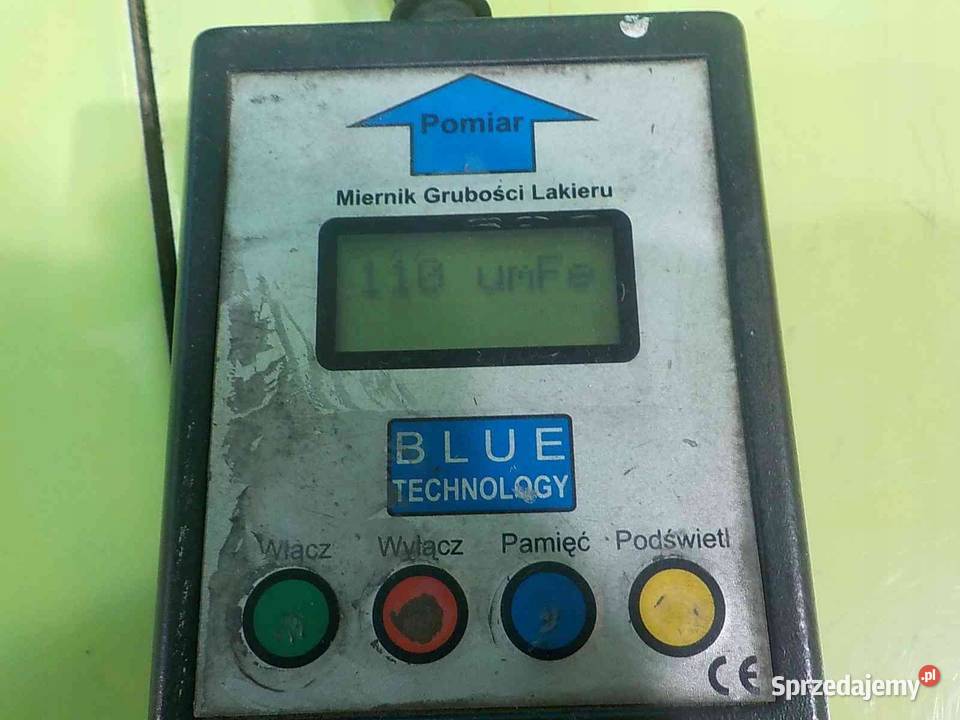 Pomiar
Miernik Grubości Lakieru
110 umFe
BLUE
TECHNOLOGY
Włącz Wyłącz Pamięć Podświetl
CE
Sprzedajemy.pl